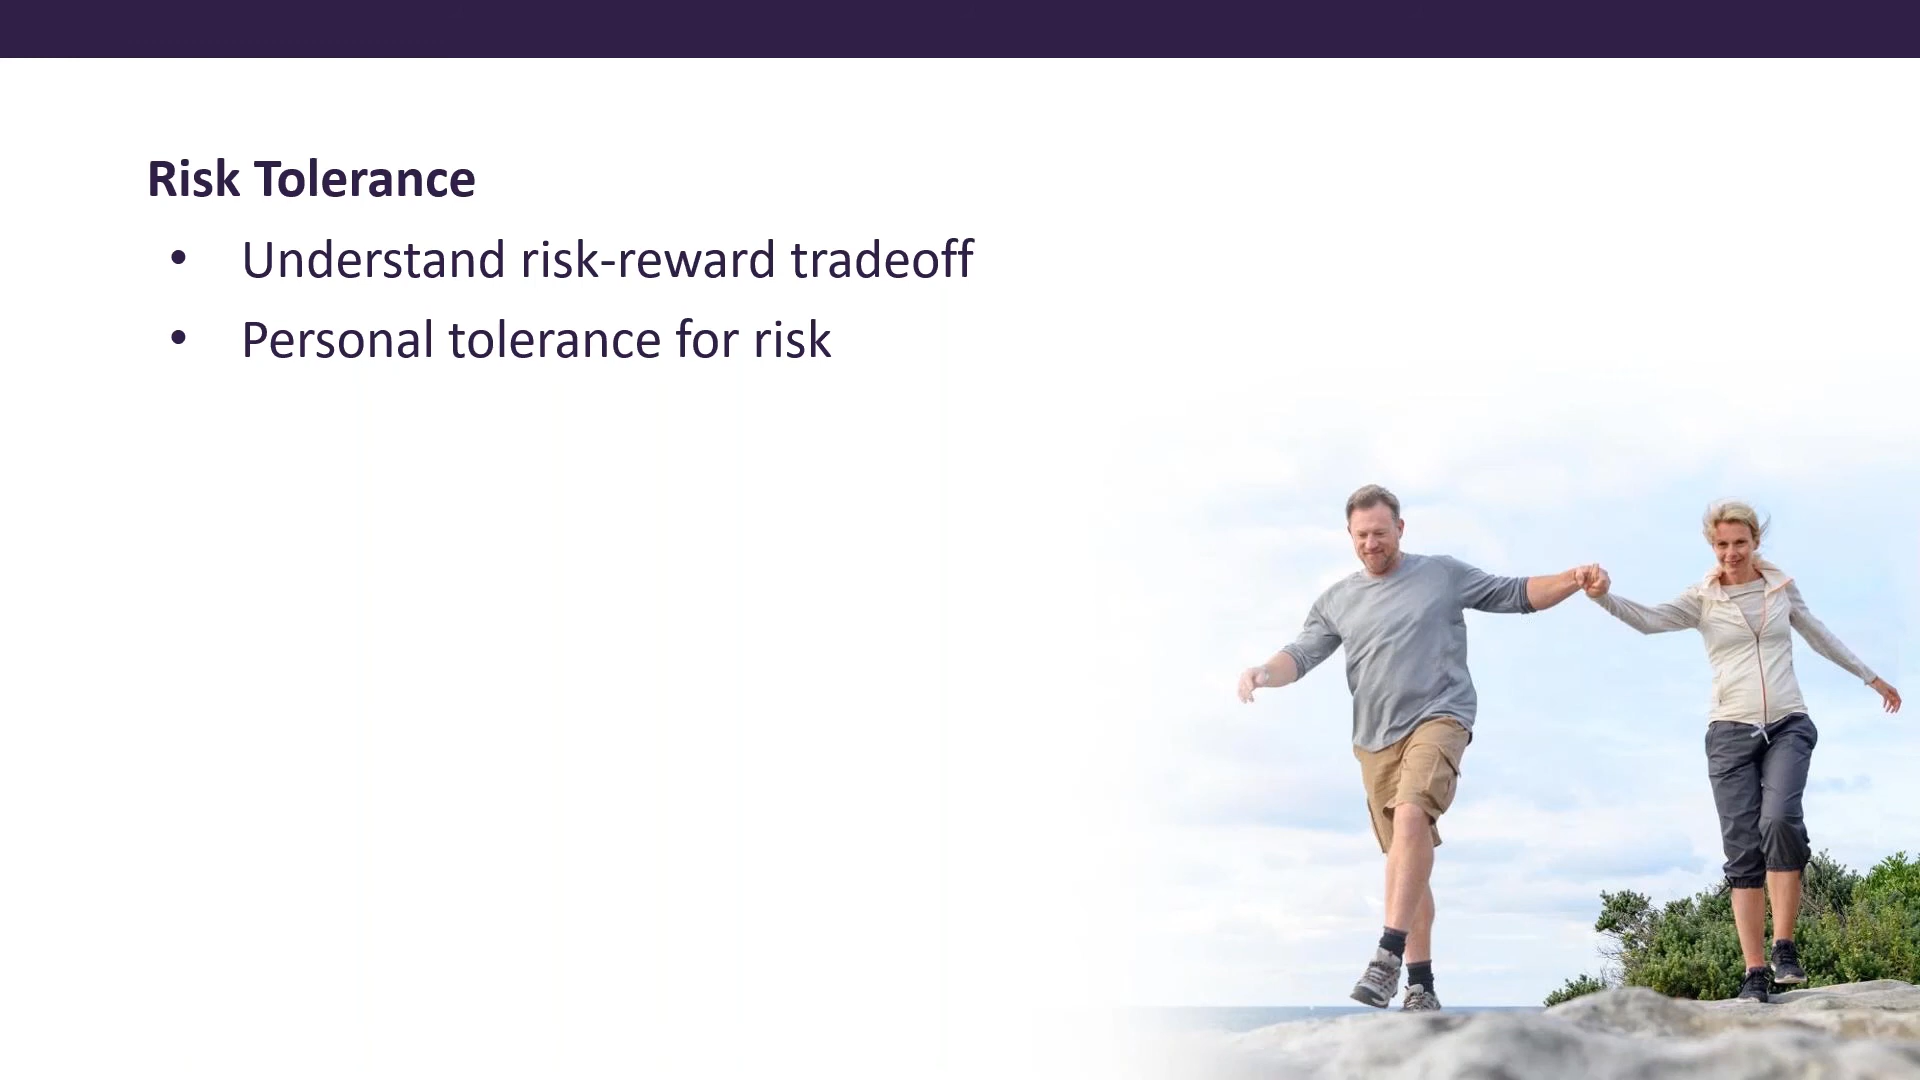 Risk Tolerance
• Understand risk-reward tradeoff
• Personal tolerance for risk